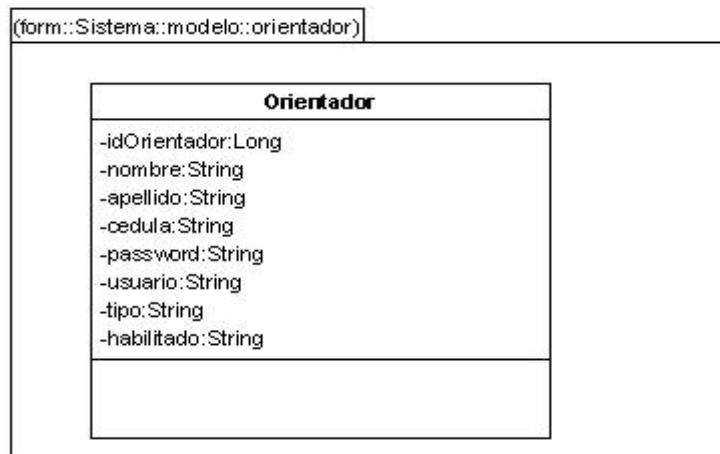 (form::Sistema::modelo::orientador)
Orientador
-idOrientador:Long
-nombre:String
-apellido:String
-cedula:String
-password:String
-usuario:String
-tipo:String
-habilitado:String